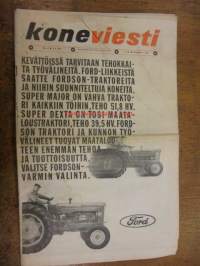 koneviesti
KEVÄTTÖISSÄ TARVITAAN TEHOKKAI-
TA TYÖVÄLINEITÄ. FORD-LIIKKEISTÄ
SAATTE FORDSON-TRAKTOREITA
JA NIIHIN SUUNNITELTUJA KONEITA.
SUPER MAJOR ON VAHVA TRAKTO-
RI KAIKKIIN TÖIHIN, TEHO 51,8 HV.
SUPER DEXTA ON TOSI MAATA-
LOUSTRAKTORI, TEHO 39,5 HV. FORD-
SON TRAKTORI JA KUNNON TYÖ-
VÄLINEET TUOVAT MAATALOU-
TEEN ENEMMÄN TEHOA
JA TUOTTOISUUTTA.
VALITSE FORDSON-
VARMIN VALINTA.
Ford